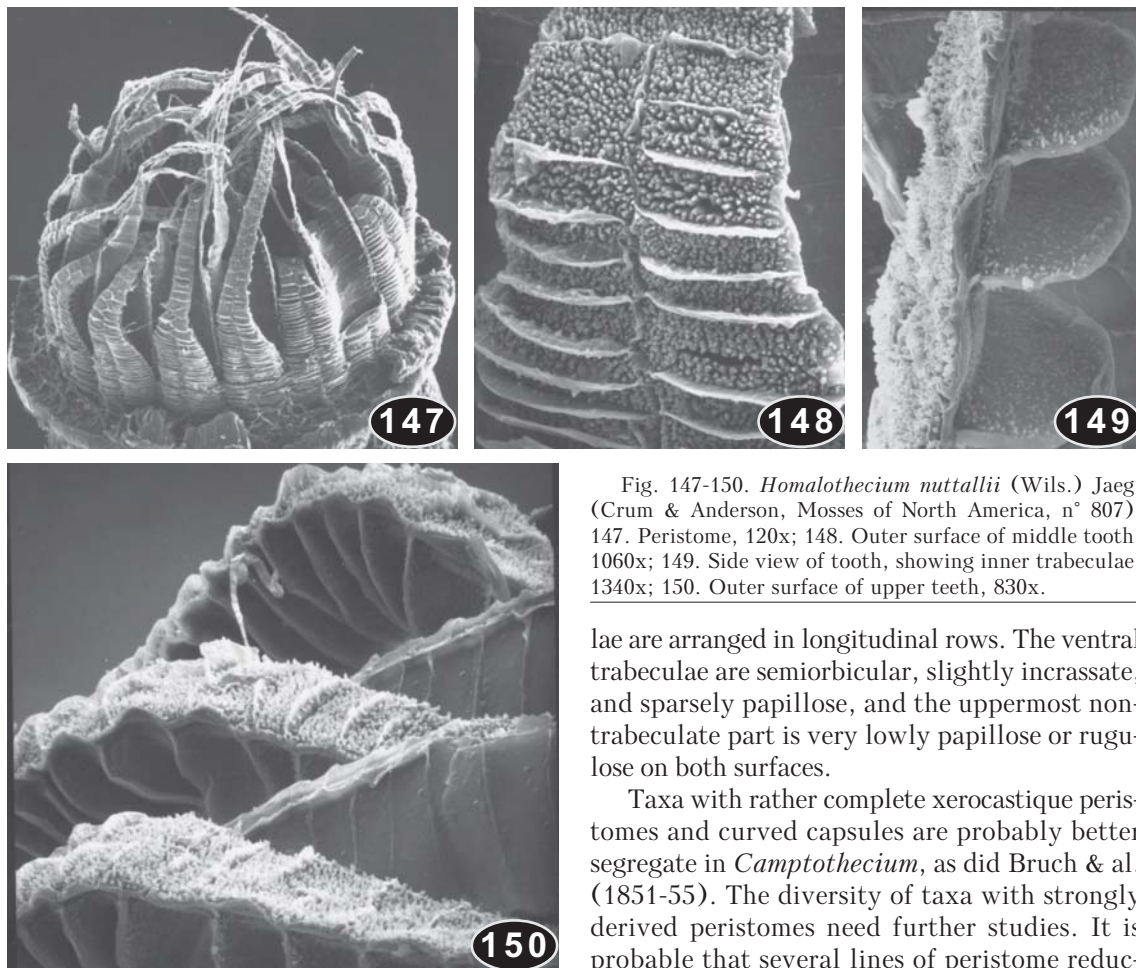 147
148
149
150
Fig. 147-150. Homalothecium nuttallii (Wils.) Jaeg
(Crum & Anderson, Mosses of North America, n° 807)
147. Peristome, 120x; 148. Outer surface of middle tooth
1060x; 149. Side view of tooth, showing inner trabeculae
1340x; 150. Outer surface of upper teeth, 830x.
lae are arranged in longitudinal rows. The ventral
trabeculae are semiorbicular, slightly incrassate,
and sparsely papillose, and the uppermost non-
trabeculate part is very lowly papillose or rugu-
lose on both surfaces.
Taxa with rather complete xerocastique peris-
tomes and curved capsules are probably better
segregate in Camptothecium, as did Bruch & al.
(1851-55). The diversity of taxa with strongly
derived peristomes need further studies. It is
probable that several lines of peristome reduc-